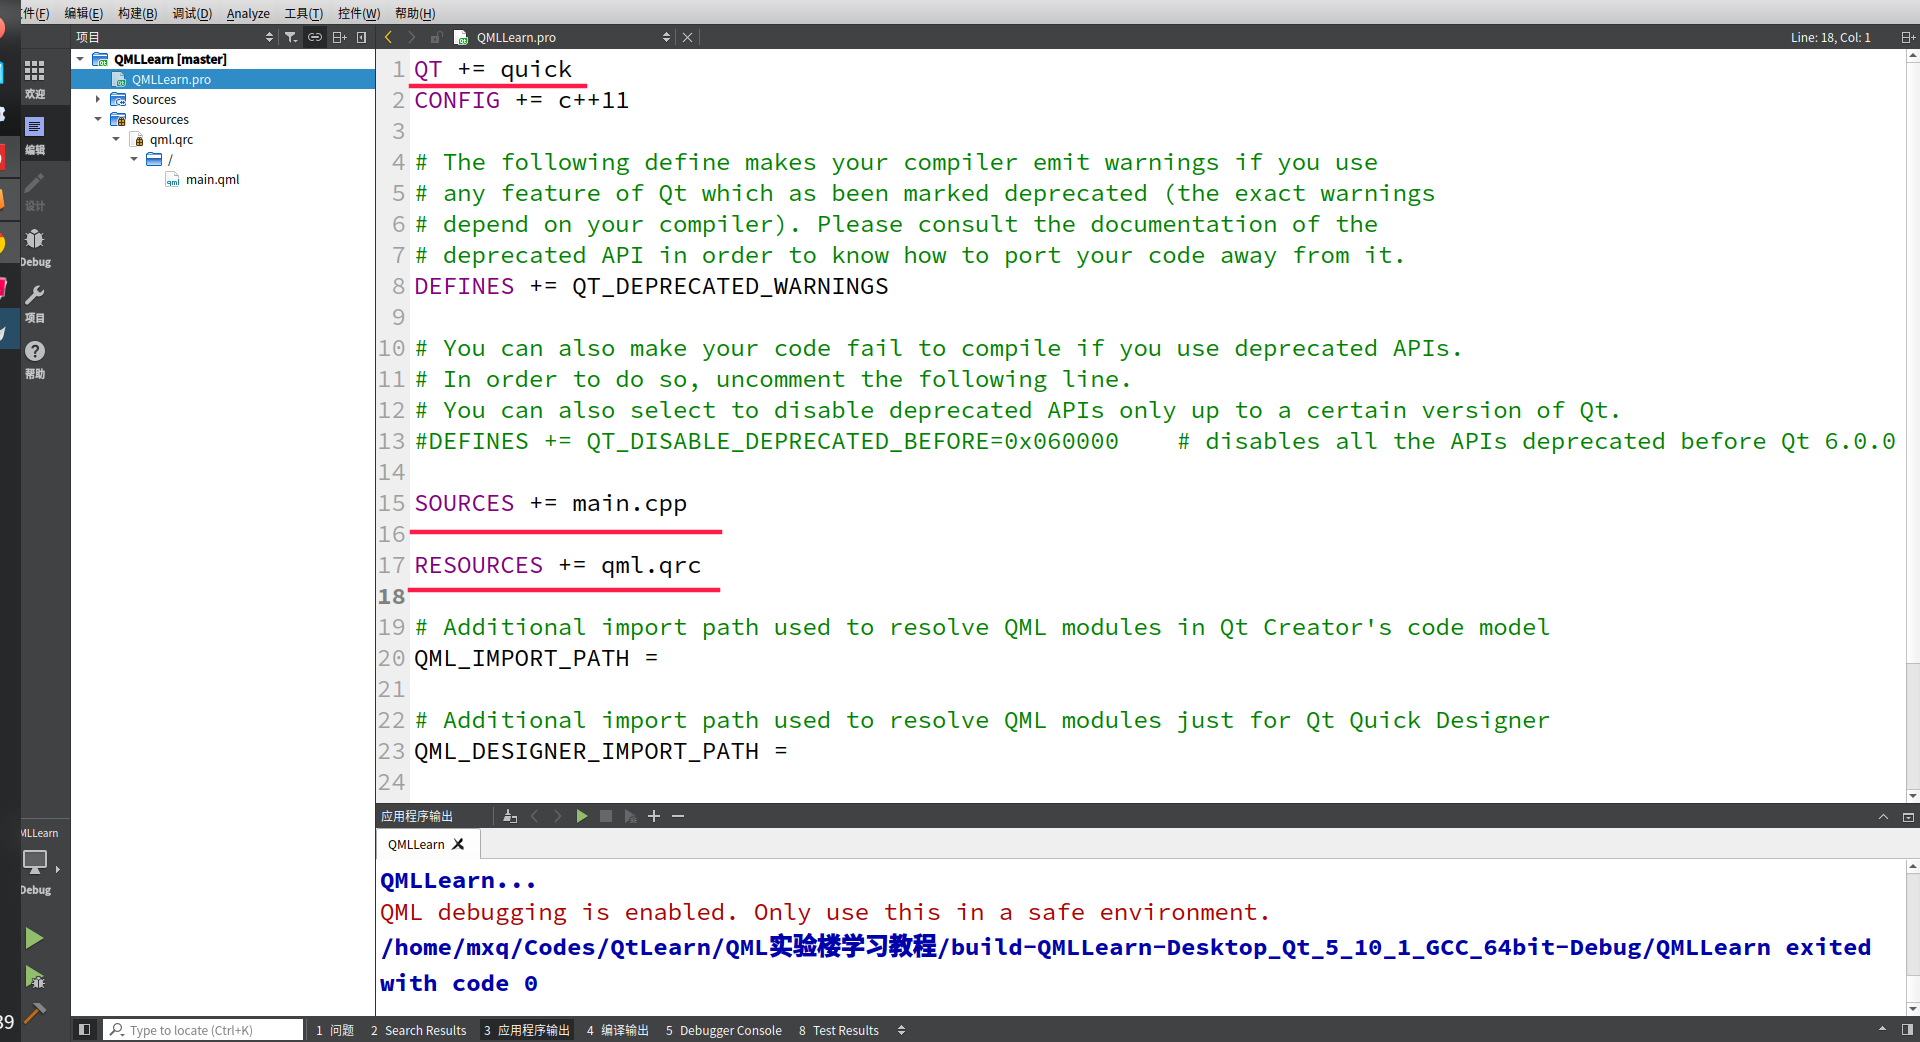 件(F) 编辑(E) 构建(B) 调试(D) Analyze 工具(T) 控件(W) 帮助(H)
项目
QMLLearn.pro
Line: 18, Col: 1
欢迎
编辑
设计
Debug
项目
帮助
MLLearn
Debug
39
QMLLearn [master]
QMLLearn.pro
Sources
Resources
qml.qrc
/
main.qml
1 QT += quick
2 CONFIG += c++11
3
4 # The following define makes your compiler emit warnings if you use
5 # any feature of Qt which as been marked deprecated (the exact warnings
6 # depend on your compiler). Please consult the documentation of the
7 # deprecated API in order to know how to port your code away from it.
8 DEFINES += QT_DEPRECATED_WARNINGS
9
10 # You can also make your code fail to compile if you use deprecated APIs.
11 # In order to do so, uncomment the following line.
12 # You can also select to disable deprecated APIs only up to a certain version of Qt.
13 #DEFINES += QT_DISABLE_DEPRECATED_BEFORE=0x060000    # disables all the APIs deprecated before Qt 6.0.0
14
15 SOURCES += main.cpp
16
17 RESOURCES += qml.qrc
18
19 # Additional import path used to resolve QML modules in Qt Creator's code model
20 QML_IMPORT_PATH =
21
22 # Additional import path used to resolve QML modules just for Qt Quick Designer
23 QML_DESIGNER_IMPORT_PATH =
24
应用程序输出
QMLLearn
QMLLearn...
QML debugging is enabled. Only use this in a safe environment.
/home/mxq/Codes/QtLearn/QML实验楼学习教程/build-QMLLearn-Desktop_Qt_5_10_1_GCC_64bit-Debug/QMLLearn exited
with code 0
Type to locate (Ctrl+K) 1 问题 2 Search Results 3 应用程序输出 4 编译输出 5 Debugger Console 8 Test Results